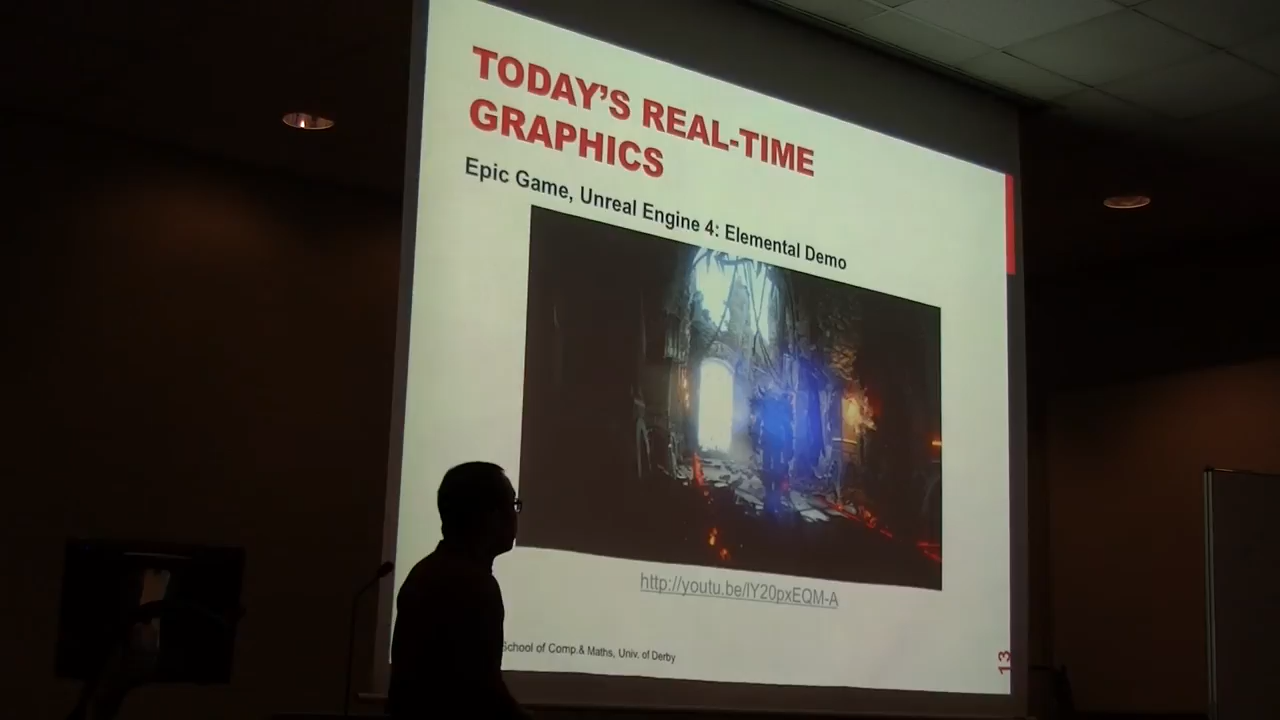 TODAY'S REAL-TIME
GRAPHICS
Epic Game, Unreal Engine 4: Elemental Demo
http://youtu.be/lY20pxEQM-A
School of Comp.& Maths, Univ. of Derby
13